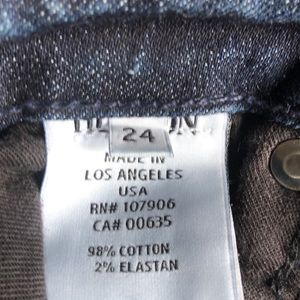 24
MADE IN
LOS ANGELES
USA
RN# 107906
CA# 00635
98% COTTON
2% ELASTAN